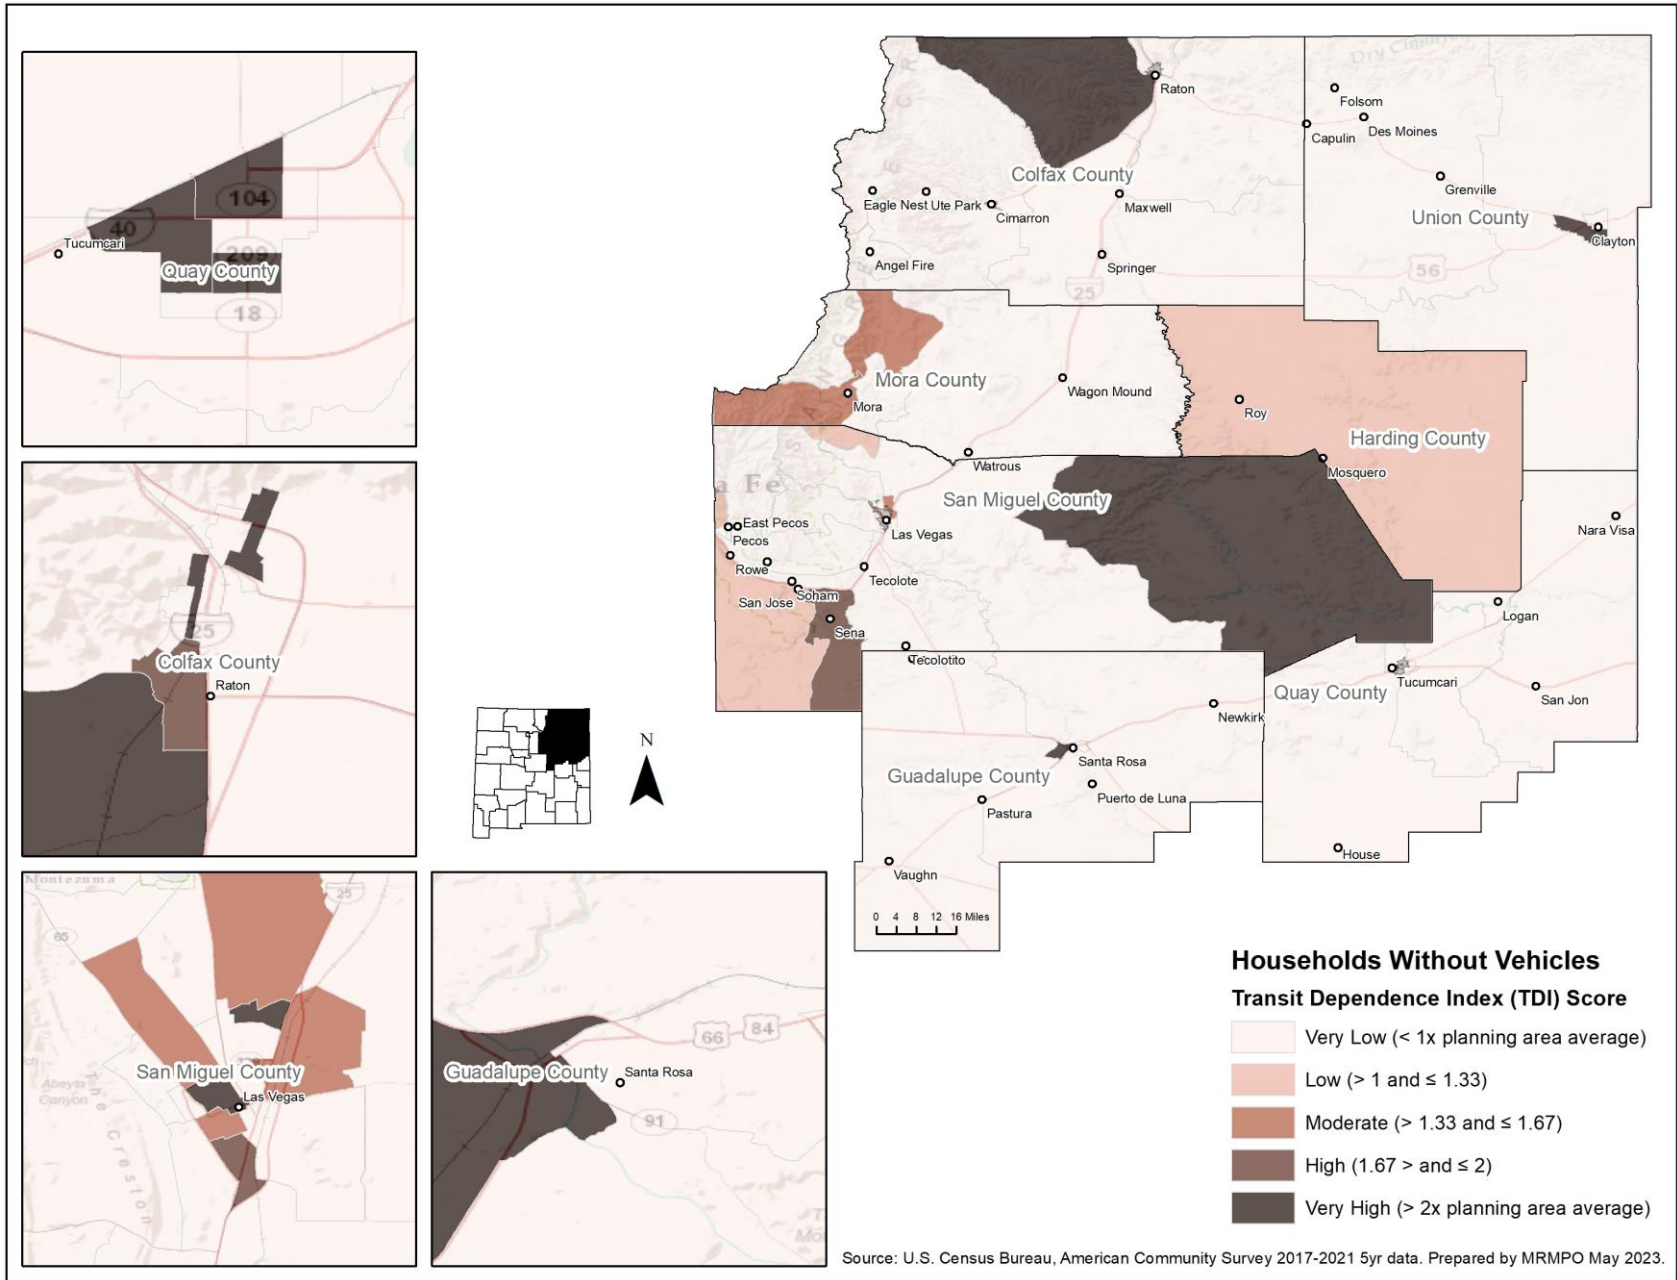 104
40
Tucumcari
209
Quay County
18
25
Colfax County
Raton
Montezuma
25
65
San Miguel County
Abeyta
Canyon
Las Vegas
The
Creston
66
84
Guadalupe County
Santa Rosa
91
N
Raton
Folsom
Capulin
Des Moines
Colfax County
Grenville
Eagle Nest
Ute Park
Cimarron
Maxwell
Union County
Clayton
Angel Fire
Springer
56
25
Mora County
Wagon Mound
Mora
Roy
Harding County
Watrous
Mosquero
a Fe
San Miguel County
East Pecos
Pecos
Las Vegas
Nara Visa
Rowe
Tecolote
San Jose
Soham
Sena
Logan
Tecolotito
Tucumcari
Quay County
San Jon
Newkirk
Santa Rosa
Guadalupe County
Puerto de Luna
Pastura
House
Vaughn
0 4 8 12 16 Miles
Households Without Vehicles
Transit Dependence Index (TDI) Score
Very Low (< 1x planning area average)
Low (> 1 and ≤ 1.33)
Moderate (> 1.33 and ≤ 1.67)
High (1.67 > and ≤ 2)
Very High (> 2x planning area average)
Source: U.S. Census Bureau, American Community Survey 2017-2021 5yr data. Prepared by MRMPO May 2023.